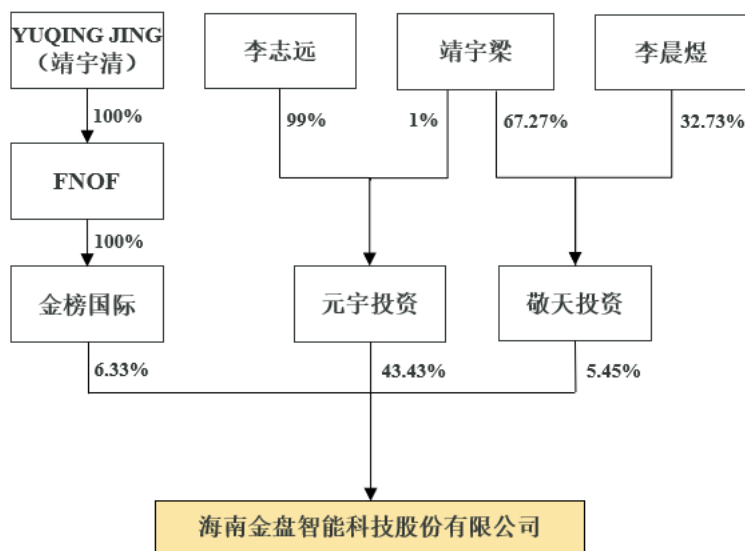 YUQING JING
（靖宇清）
李志远
靖宇梁
李晨煜
100%
99%
1%
67.27%
32.73%
FNOF
100%
金榜国际
元宇投资
敬天投资
6.33%
43.43%
5.45%
海南金盘智能科技股份有限公司